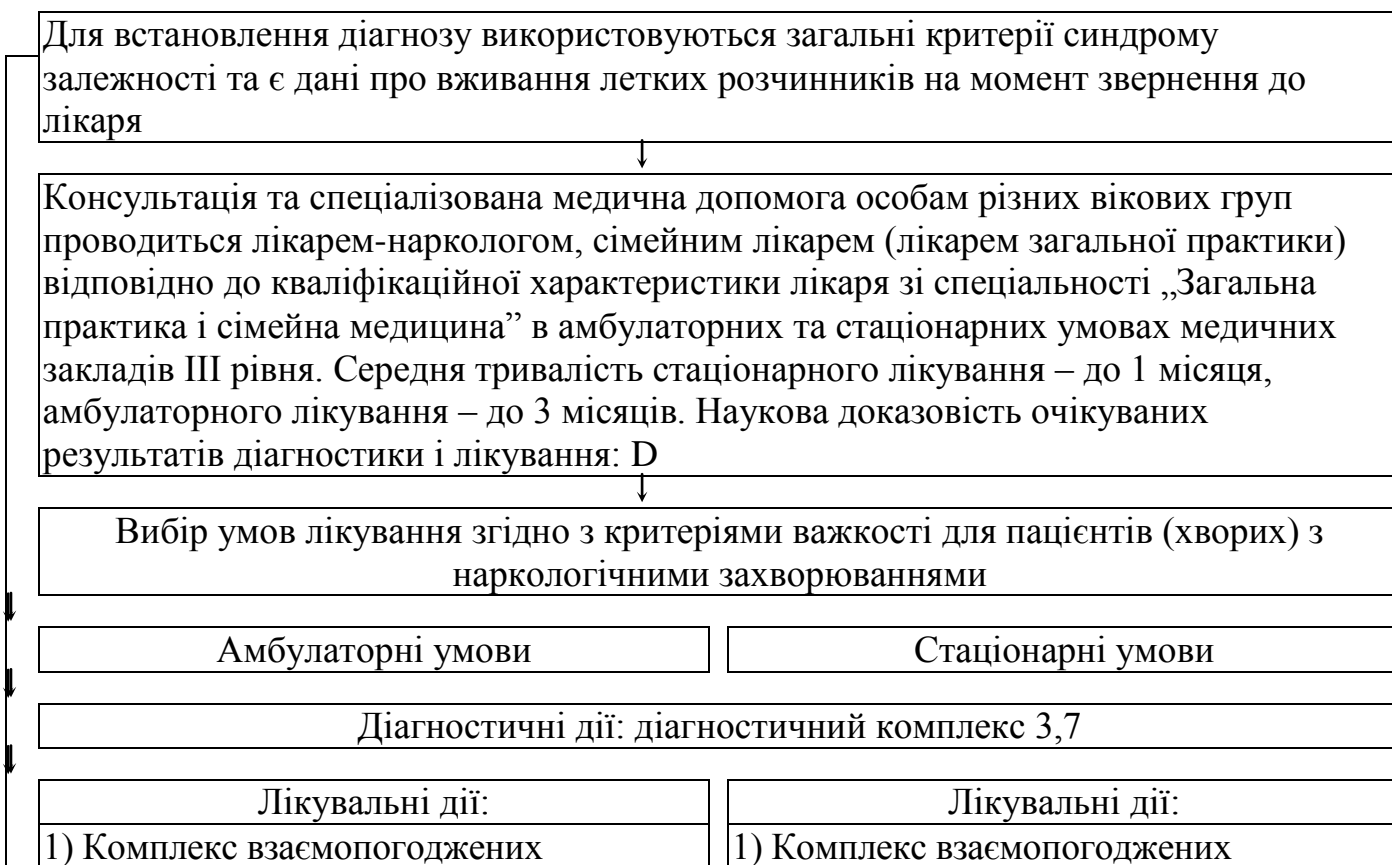 Для встановлення діагнозу використовуються загальні критерії синдрому
залежності та є дані про вживання летких розчинників на момент звернення до
лікаря
Консультація та спеціалізована медична допомога особам різних вікових груп
проводиться лікарем-наркологом, сімейним лікарем (лікарем загальної практики)
відповідно до кваліфікаційної характеристики лікаря зі спеціальності „Загальна
практика і сімейна медицина” в амбулаторних та стаціонарних умовах медичних
закладів III рівня. Середня тривалість стаціонарного лікування – до 1 місяця,
амбулаторного лікування – до 3 місяців. Наукова доказовість очікуваних
результатів діагностики і лікування: D
Вибір умов лікування згідно з критеріями важкості для пацієнтів (хворих) з
наркологічними захворюваннями
Амбулаторні умови
Стаціонарні умови
Діагностичні дії: діагностичний комплекс 3,7
Лікувальні дії:
1) Комплекс взаємопогоджених
Лікувальні дії:
1) Комплекс взаємопогоджених